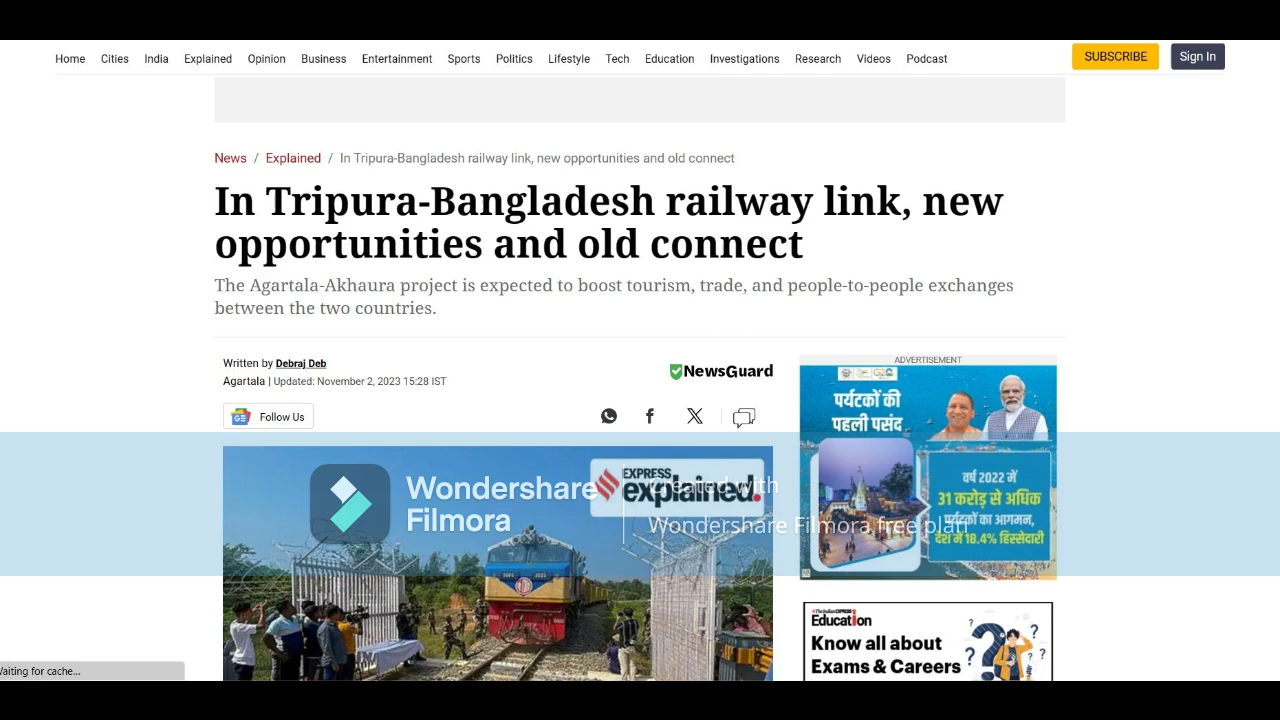 Home Cities India Explained Opinion Business Entertainment Sports Politics Lifestyle Tech Education Investigations Research Videos Podcast SUBSCRIBE Sign In
News / Explained / In Tripura-Bangladesh railway link, new opportunities and old connect
In Tripura-Bangladesh railway link, new
opportunities and old connect
The Agartala-Akhaura project is expected to boost tourism, trade, and people-to-people exchanges
between the two countries.
Written by Debraj Deb
Agartala | Updated: November 2, 2023 15:28 IST
NewsGuard
Follow Us
EXPRESS
explained.
Wondershare
Filmora
Created with
Wondershare Filmora free plan
ADVERTISEMENT
पर्यटकों की
पहली पसंद
वर्ष 2022 में
31 करोड़ से अधिक
पर्यटकों का आगमन,
देश में 18.4% हिस्सेदारी
The Indian EXPRESS
Education
Know all about
Exams & Careers
Waiting for cache...